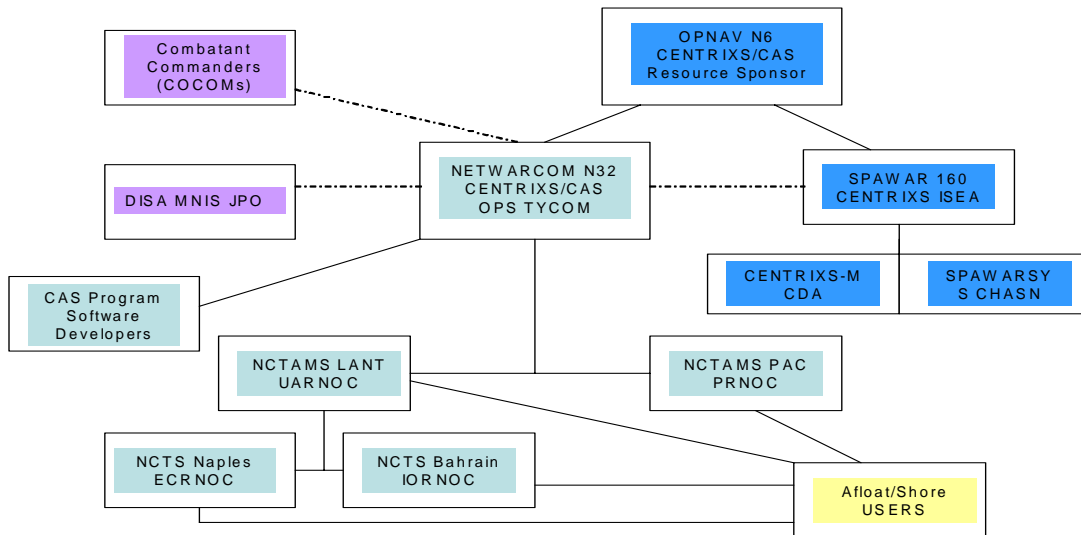 Combatant
Commanders
(COCOMs)
OPNAV N6
CENTRIXS/CAS
Resource Sponsor
DISA MNIS JPO
NETWARCOM N32
CENTRIXS/CAS
OPS TYCOM
SPAWAR 160
CENTRIXS ISEA
CAS Program
Software
Developers
CENTRIXS-M
CDA
SPAWARSY
S CHASN
NCTAMS LANT
UARNOC
NCTAMS PAC
PRNOC
NCTS Naples
ECRNOC
NCTS Bahrain
IORNOC
Afloat/Shore
USERS